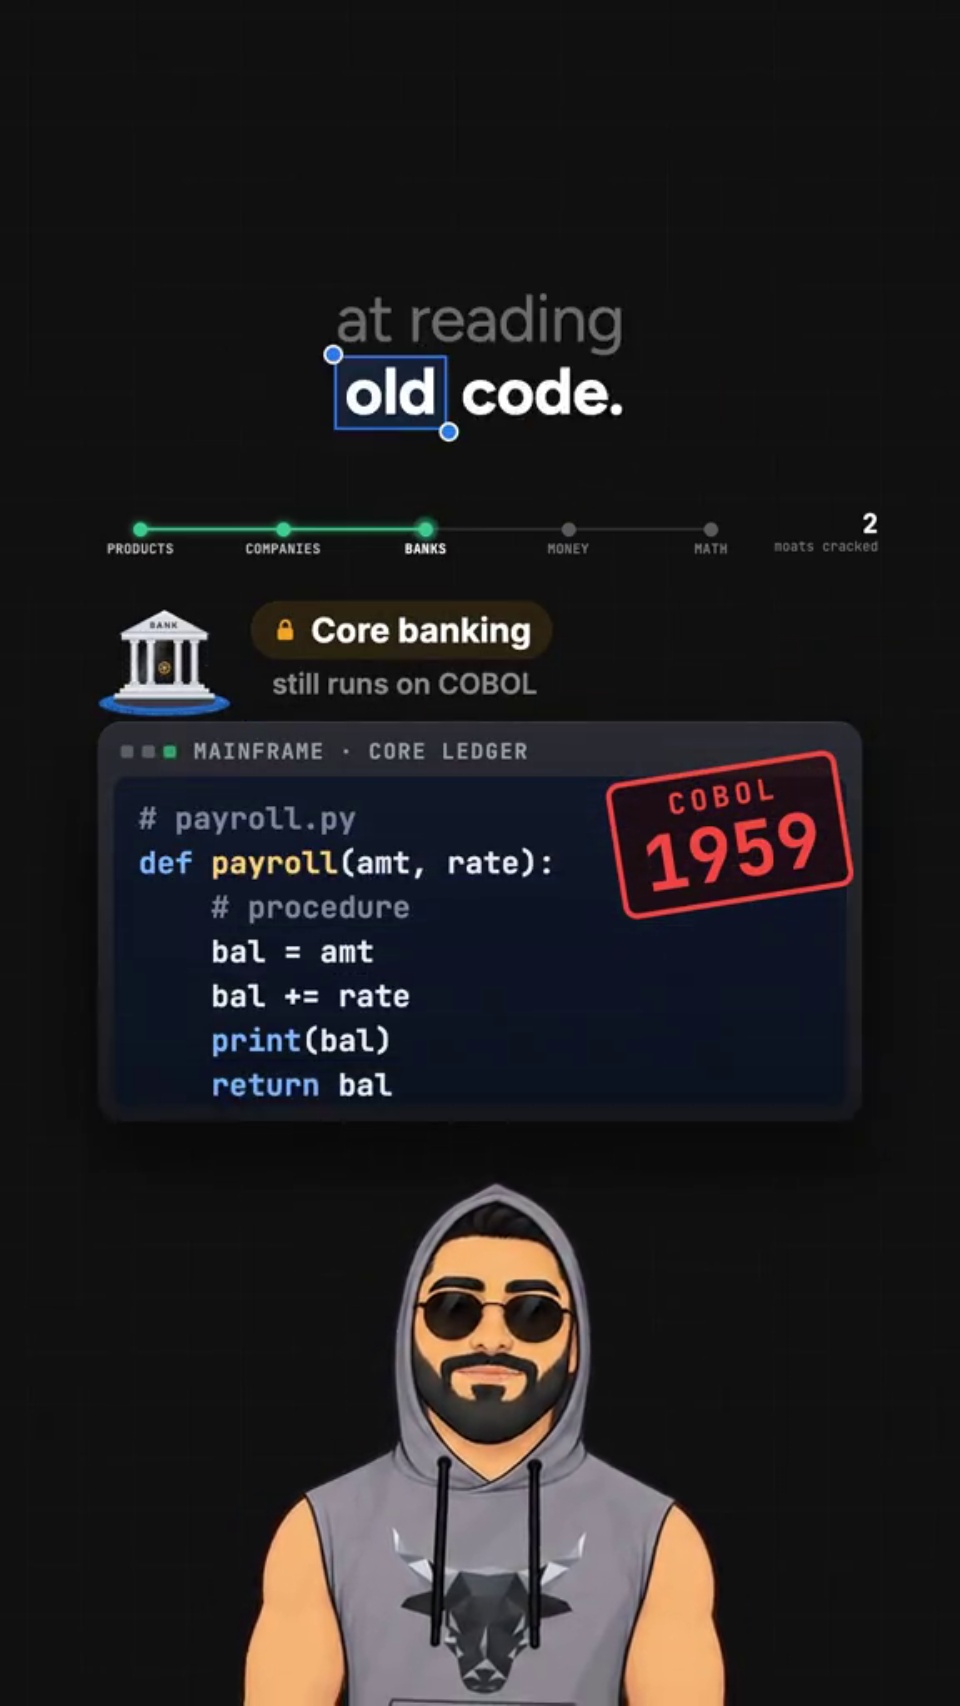 at reading
old code.
2
PRODUCTS COMPANIES BANKS MONEY MATH moats cracked
BANK
Core banking
still runs on COBOL
MAINFRAME · CORE LEDGER
COBOL
1959
# payroll.py
def payroll(amt, rate):
# procedure
bal = amt
bal += rate
print(bal)
return bal